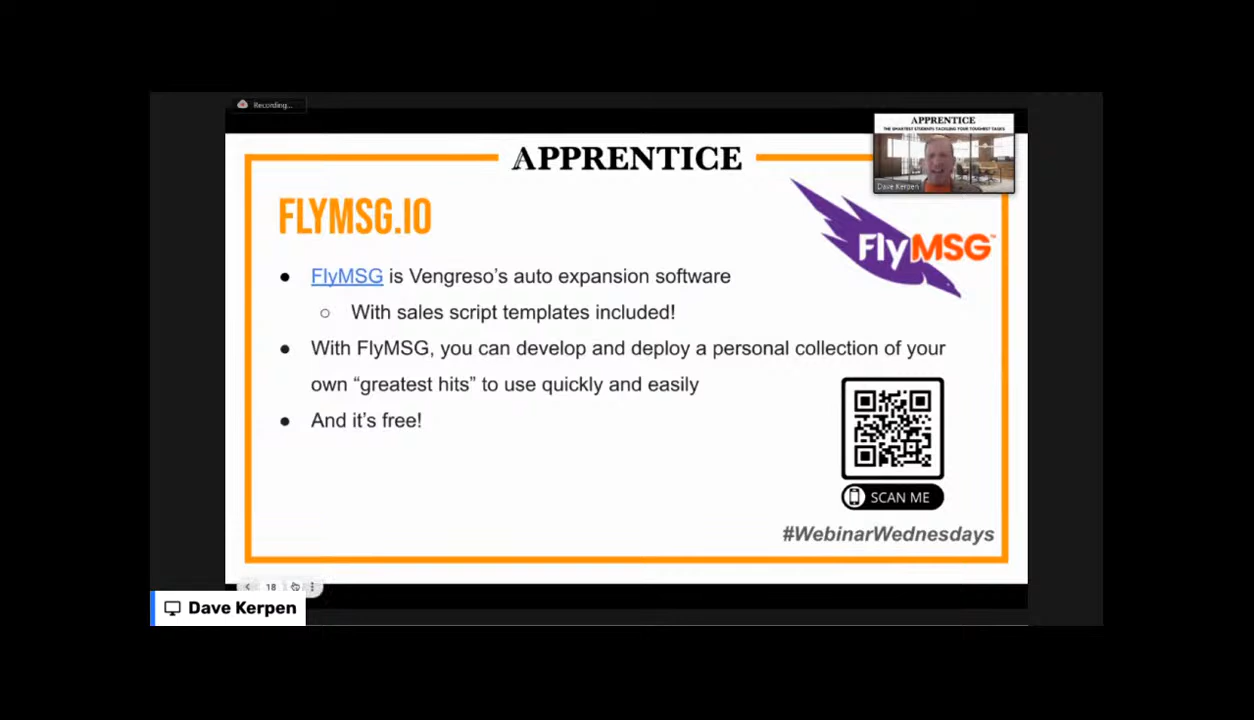 Recording...
APPRENTICE
APPRENTICE
THE SMARTEST STUDENTS TACKLING YOUR TOUGHEST TASKS
Dave Kerpen
FLYMSG.IO
FlyMSG™
● FlyMSG is Vengreso’s auto expansion software
○ With sales script templates included!
● With FlyMSG, you can develop and deploy a personal collection of your
own “greatest hits” to use quickly and easily
● And it’s free!
SCAN ME
#WebinarWednesdays
18
Dave Kerpen